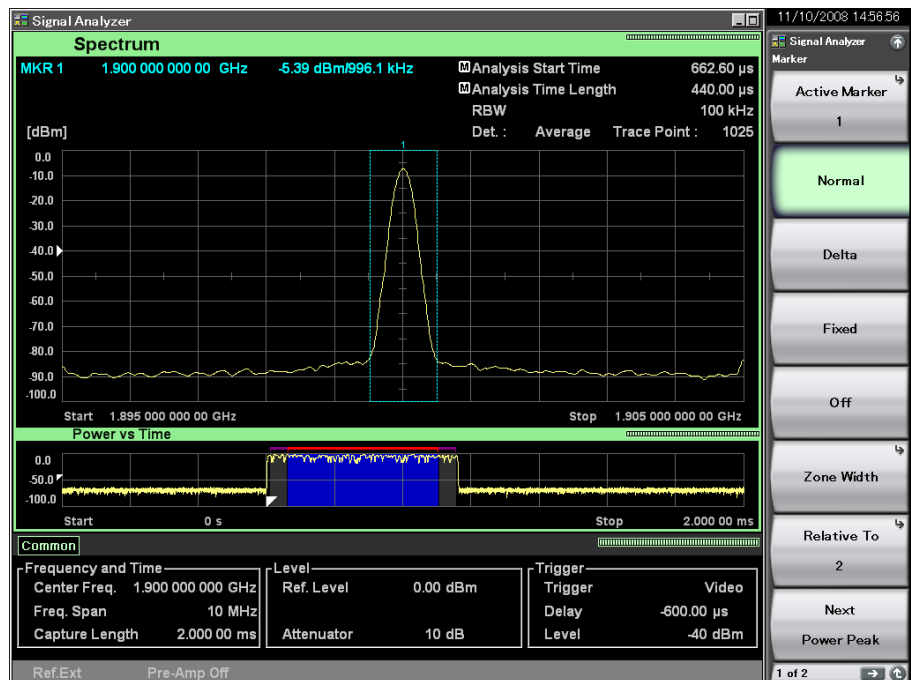 Signal Analyzer
11/10/2008 14:56:56
Spectrum
MKR 1 1.900 000 000 00 GHz -5.39 dBm/996.1 kHz
M Analysis Start Time 662.60 µs
M Analysis Time Length 440.00 µs
RBW 100 kHz
Det. : Average Trace Point : 1025
[dBm]
1
0.0
-10.0
-20.0
-30.0
-40.0
-50.0
-60.0
-70.0
-80.0
-90.0
-100.0
Start 1.895 000 000 00 GHz Stop 1.905 000 000 00 GHz
Power vs Time
0.0
-50.0
-100.0
Start 0 s Stop 2.000 00 ms
Common
Frequency and Time
Center Freq. 1.900 000 000 GHz
Freq. Span 10 MHz
Capture Length 2.000 00 ms
Level
Ref. Level 0.00 dBm
Attenuator 10 dB
Trigger
Trigger Video
Delay -600.00 µs
Level -40 dBm
Ref.Ext Pre-Amp Off
Signal Analyzer
Marker
Active Marker
1
Normal
Delta
Fixed
Off
Zone Width
Relative To
2
Next
Power Peak
1 of 2